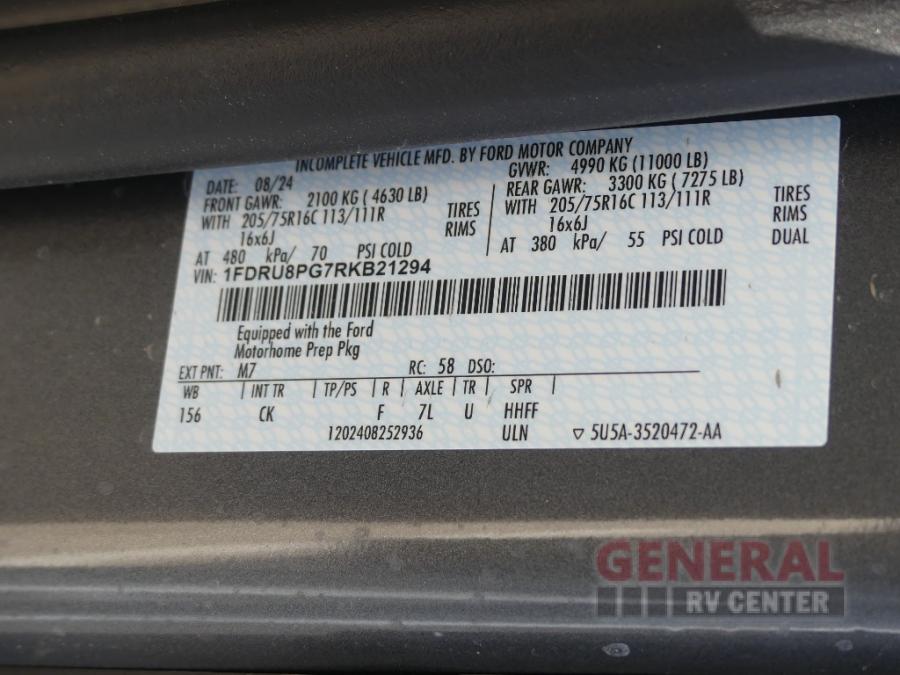 INCOMPLETE VEHICLE MFD. BY FORD MOTOR COMPANY
DATE: 08/24 GVWR: 4990 KG (11000 LB)
FRONT GAWR: 2100 KG ( 4630 LB) REAR GAWR: 3300 KG ( 7275 LB)
WITH 205/75R16C 113/111R TIRES WITH 205/75R16C 113/111R TIRES
16x6J RIMS 16x6J RIMS
AT 480 kPa/ 70 PSI COLD AT 380 kPa/ 55 PSI COLD DUAL
VIN: 1FDRU8PG7RKB21294
Equipped with the Ford
Motorhome Prep Pkg
EXT PNT: M7 RC: 58 DSO:
WB INT TR TP/PS R AXLE TR SPR
156 CK F 7L U HHFF
1202408252936 ULN ▽ 5U5A-3520472-AA
GENERAL
RV CENTER